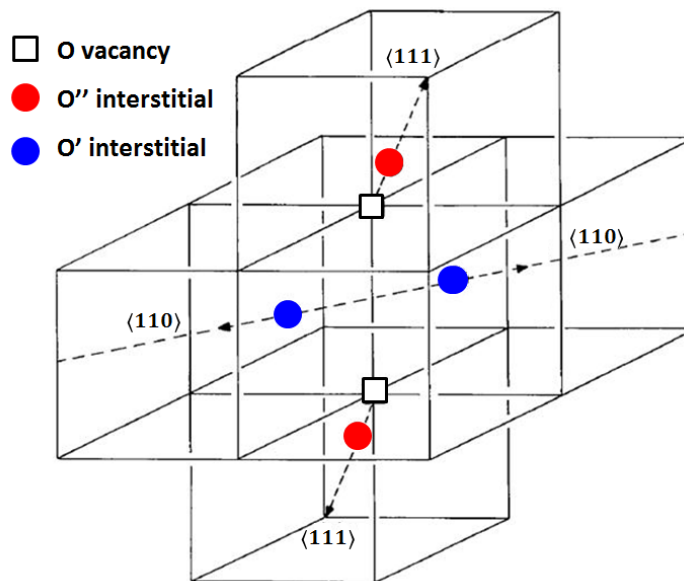 O vacancy
⟨111⟩
O'' interstitial
O' interstitial
⟨110⟩
⟨110⟩
⟨111⟩